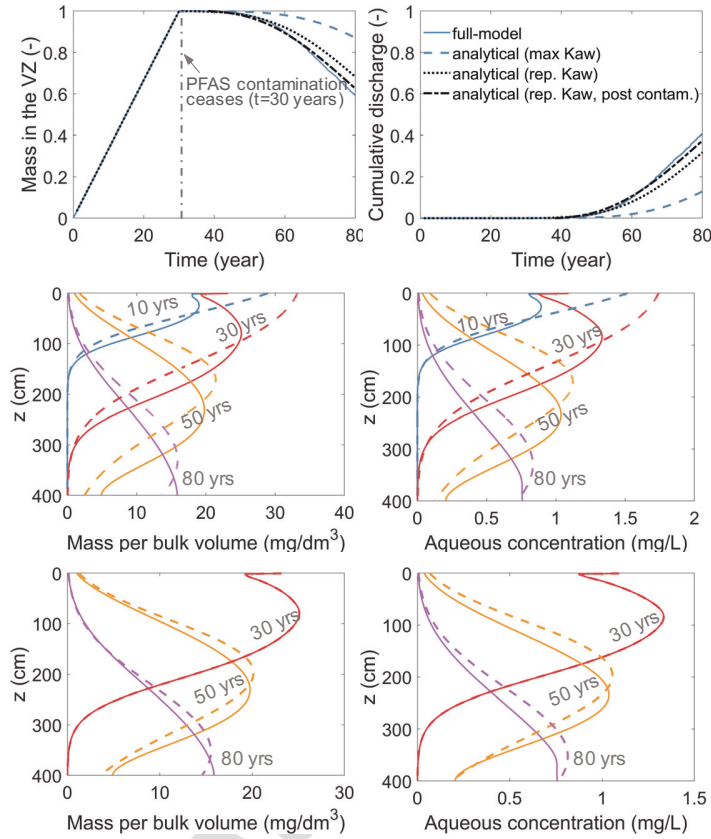 Mass in the VZ (-)
1
0.8
0.6
0.4
0.2
0
0 20 40 60 80
Time (year)
PFAS contamination
ceases (t=30 years)
Cumulative discharge (-)
1
0.8
0.6
0.4
0.2
0
0 20 40 60 80
Time (year)
full-model
analytical (max Kaw)
analytical (rep. Kaw)
analytical (rep. Kaw, post contam.)
z (cm)
0
100
200
300
400
0 10 20 30 40
Mass per bulk volume (mg/dm³)
10 yrs
30 yrs
50 yrs
80 yrs
z (cm)
0
100
200
300
400
0 0.5 1 1.5 2
Aqueous concentration (mg/L)
10 yrs
30 yrs
50 yrs
80 yrs
z (cm)
0
100
200
300
400
0 10 20 30
Mass per bulk volume (mg/dm³)
30 yrs
50 yrs
80 yrs
z (cm)
0
100
200
300
400
0 0.5 1 1.5
Aqueous concentration (mg/L)
30 yrs
50 yrs
80 yrs